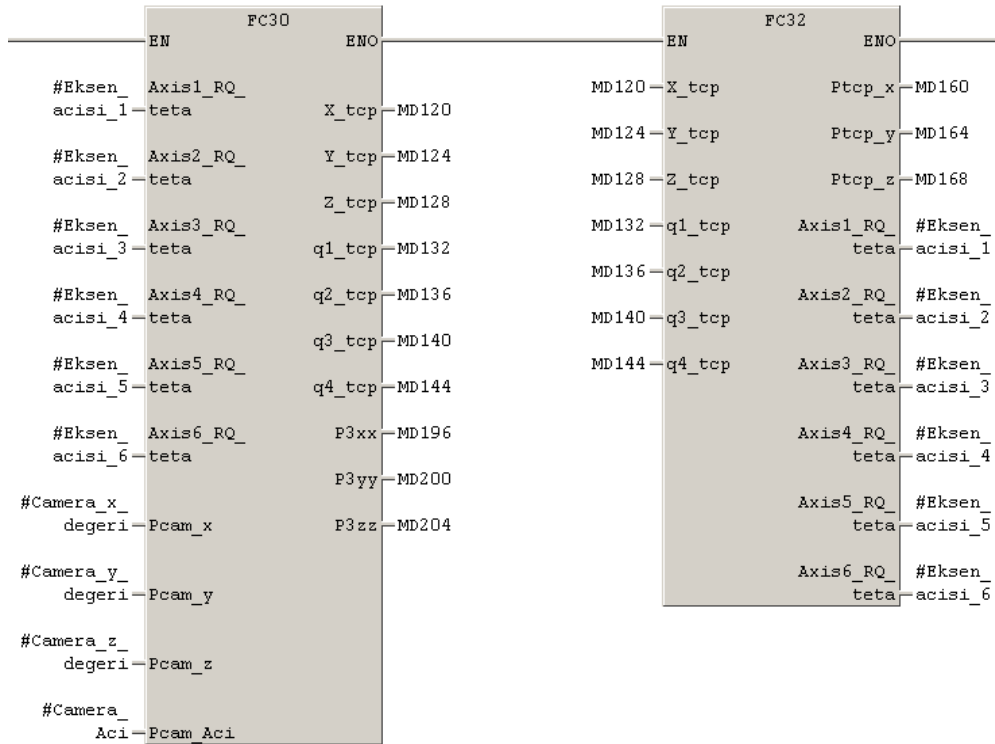 FC30 FC32
EN ENO EN ENO
#Eksen_ Axis1_RQ_ MD120 X_tcp Ptcp_x MD160
acisi_1 teta X_tcp MD120
MD124 Y_tcp Ptcp_y MD164
#Eksen_ Axis2_RQ_ Y_tcp MD124
acisi_2 teta MD128 Z_tcp Ptcp_z MD168
Z_tcp MD128
#Eksen_ Axis3_RQ_ MD132 q1_tcp Axis1_RQ_ #Eksen_
acisi_3 teta q1_tcp MD132 teta acisi_1
MD136 q2_tcp
#Eksen_ Axis4_RQ_ q2_tcp MD136 Axis2_RQ_ #Eksen_
acisi_4 teta MD140 q3_tcp teta acisi_2
q3_tcp MD140
#Eksen_ Axis5_RQ_ MD144 q4_tcp Axis3_RQ_ #Eksen_
acisi_5 teta q4_tcp MD144 teta acisi_3
#Eksen_ Axis6_RQ_ P3xx MD196 Axis4_RQ_ #Eksen_
acisi_6 teta teta acisi_4
P3yy MD200
#Camera_x_ Axis5_RQ_ #Eksen_
degeri Pcam_x P3zz MD204 teta acisi_5
#Camera_y_ Axis6_RQ_ #Eksen_
degeri Pcam_y teta acisi_6
#Camera_z_
degeri Pcam_z
#Camera_
Aci Pcam_Aci